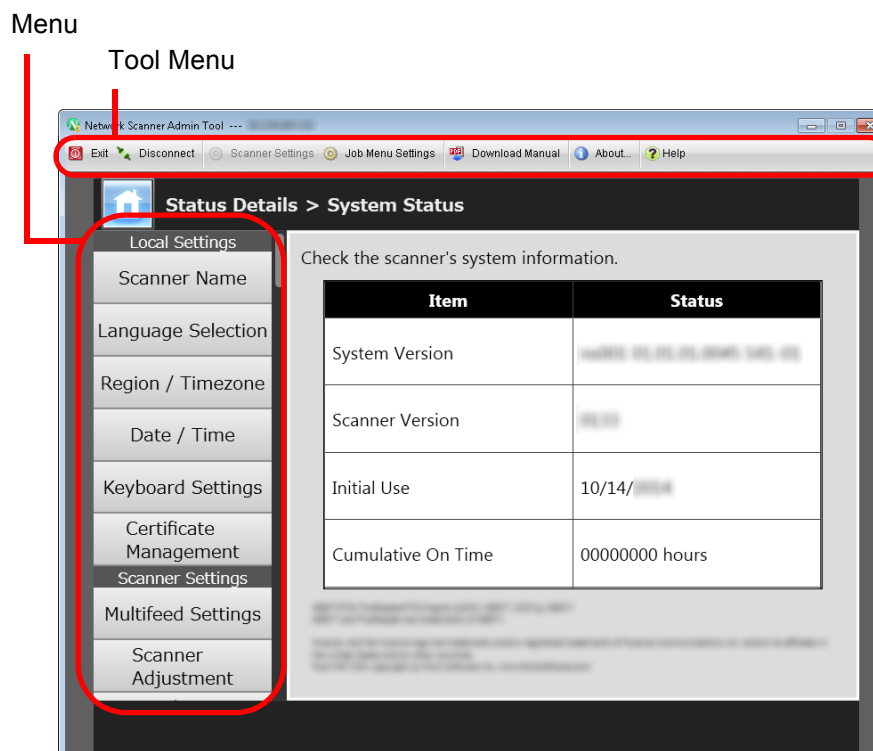 Menu
Tool Menu
Network Scanner Admin Tool ---
Exit Disconnect Scanner Settings Job Menu Settings Download Manual About... Help
Status Details > System Status
Local Settings
Scanner Name
Language Selection
Region / Timezone
Date / Time
Keyboard Settings
Certificate
Management
Scanner Settings
Multifeed Settings
Scanner
Adjustment
Check the scanner's system information.
Item Status
System Version
Scanner Version
Initial Use 10/14/
Cumulative On Time 00000000 hours